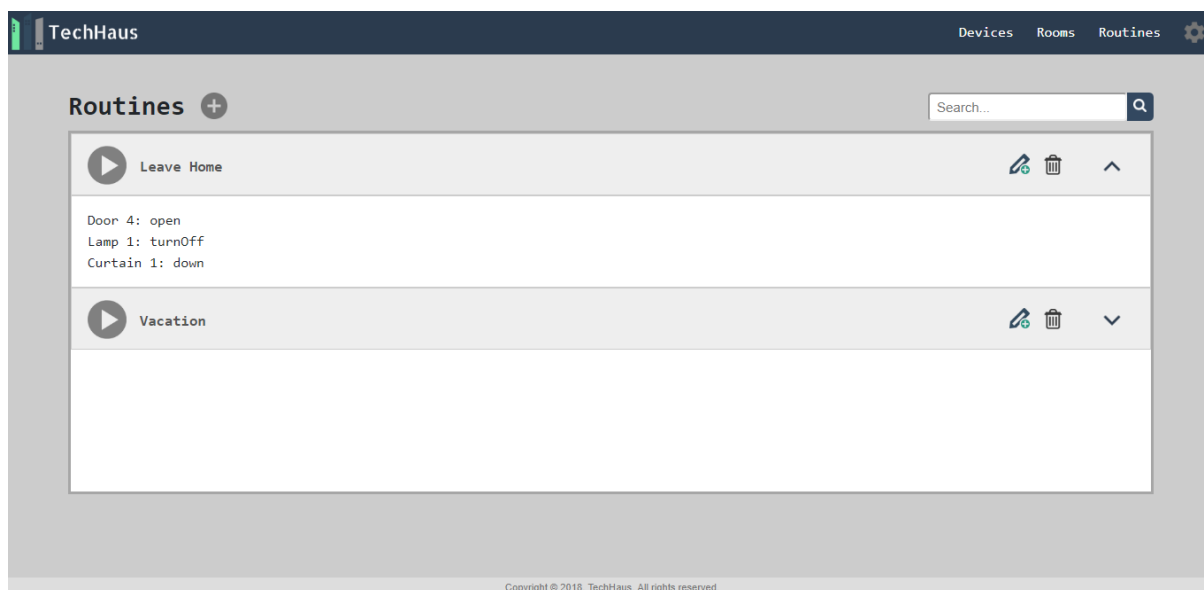 TechHaus
Devices Rooms Routines
Routines
Search...
Leave Home
Door 4: open
Lamp 1: turnOff
Curtain 1: down
Vacation
Copyright © 2018, TechHaus. All rights reserved